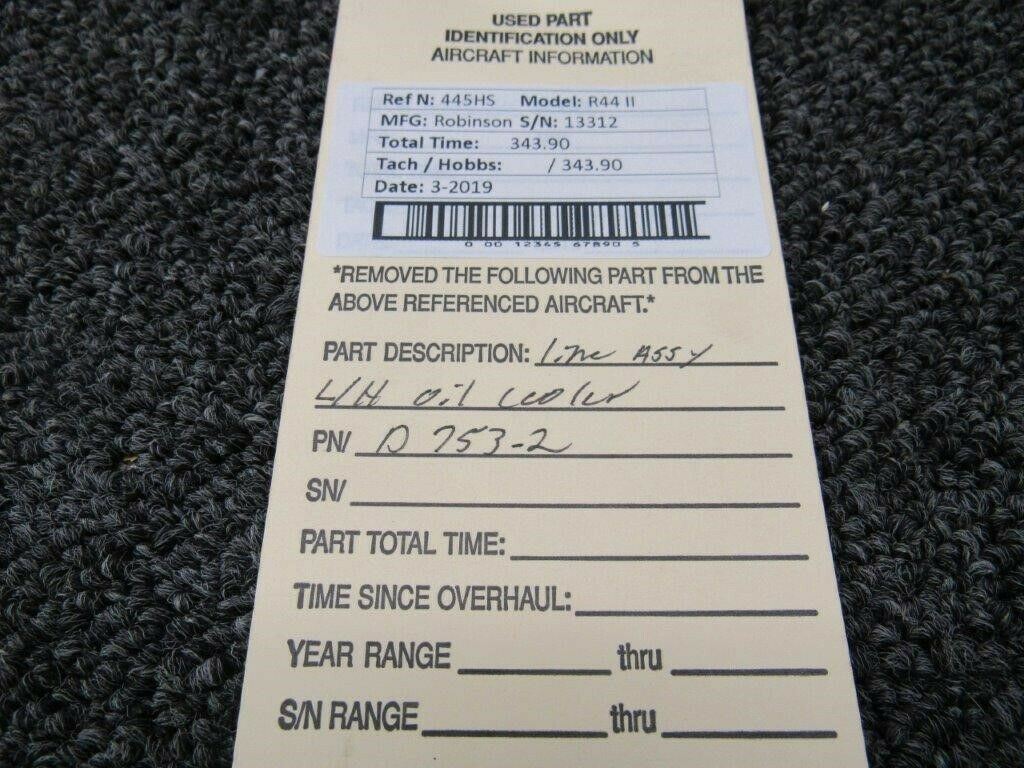 USED PART
IDENTIFICATION ONLY
AIRCRAFT INFORMATION
Ref N: 445HS Model: R44 II
MFG: Robinson S/N: 13312
Total Time: 343.90
Tach / Hobbs: / 343.90
Date: 3-2019
0 00 12345 67890 5
*REMOVED THE FOLLOWING PART FROM THE
ABOVE REFERENCED AIRCRAFT.*
PART DESCRIPTION: Line Assy
L/H oil cooler
PN/ D 753-2
SN/
PART TOTAL TIME:
TIME SINCE OVERHAUL:
YEAR RANGE thru
S/N RANGE thru